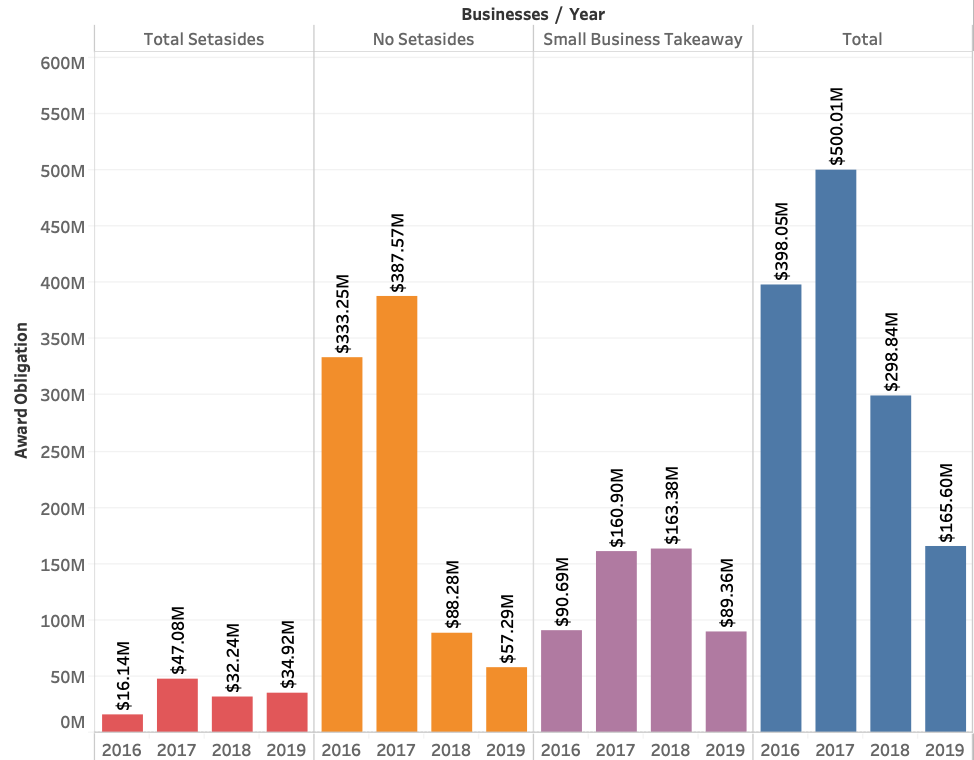 Businesses / Year
Total Setasides No Setasides Small Business Takeaway Total
600M
550M
500M
450M
400M
350M
300M
250M
200M
150M
100M
50M
0M
Award Obligation
$16.14M
$47.08M
$32.24M
$34.92M
$333.25M
$387.57M
$88.28M
$57.29M
$90.69M
$160.90M
$163.38M
$89.36M
$398.05M
$500.01M
$298.84M
$165.60M
2016 2017 2018 2019 2016 2017 2018 2019 2016 2017 2018 2019 2016 2017 2018 2019